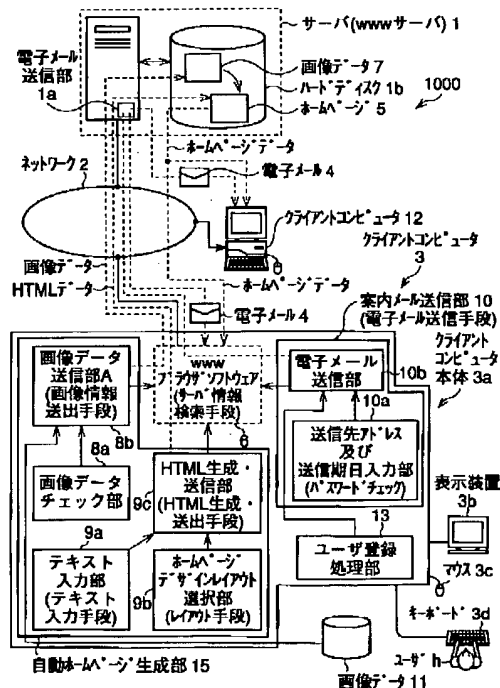 サーバ(wwwサーバ) 1
電子メール
送信部
1a
画像データ 7
ハードディスク 1b
ホームページ 5
1000
ホームページデータ
ネットワーク 2
電子メール 4
クライアントコンピュータ 12
クライアントコンピュータ
3
画像データ
HTMLデータ
ホームページデータ
電子メール 4
案内メール送信部 10
(電子メール送信手段)
クライアント
コンピュータ
本体 3a
画像データ
送信部A
(画像情報
送出手段)
8b
www
ブラウザソフトウェア
(サーバ情報
検索手段)
6
電子メール
送信部
10b
10a
送信先アドレス
及び
送信期日入力部
(パスワードチェック)
8a
画像データ
チェック部
9c
HTML生成・
送信部
(HTML生成・
送出手段)
表示装置
3b
9a
テキスト
入力部
(テキスト
入力手段)
9b
ホームページ
デザインレイアウト
選択部
(レイアウト手段)
13
ユーザ登録
処理部
マウス 3c
キーボード 3d
ユーザh
自動ホームページ生成部 15
画像データ 11